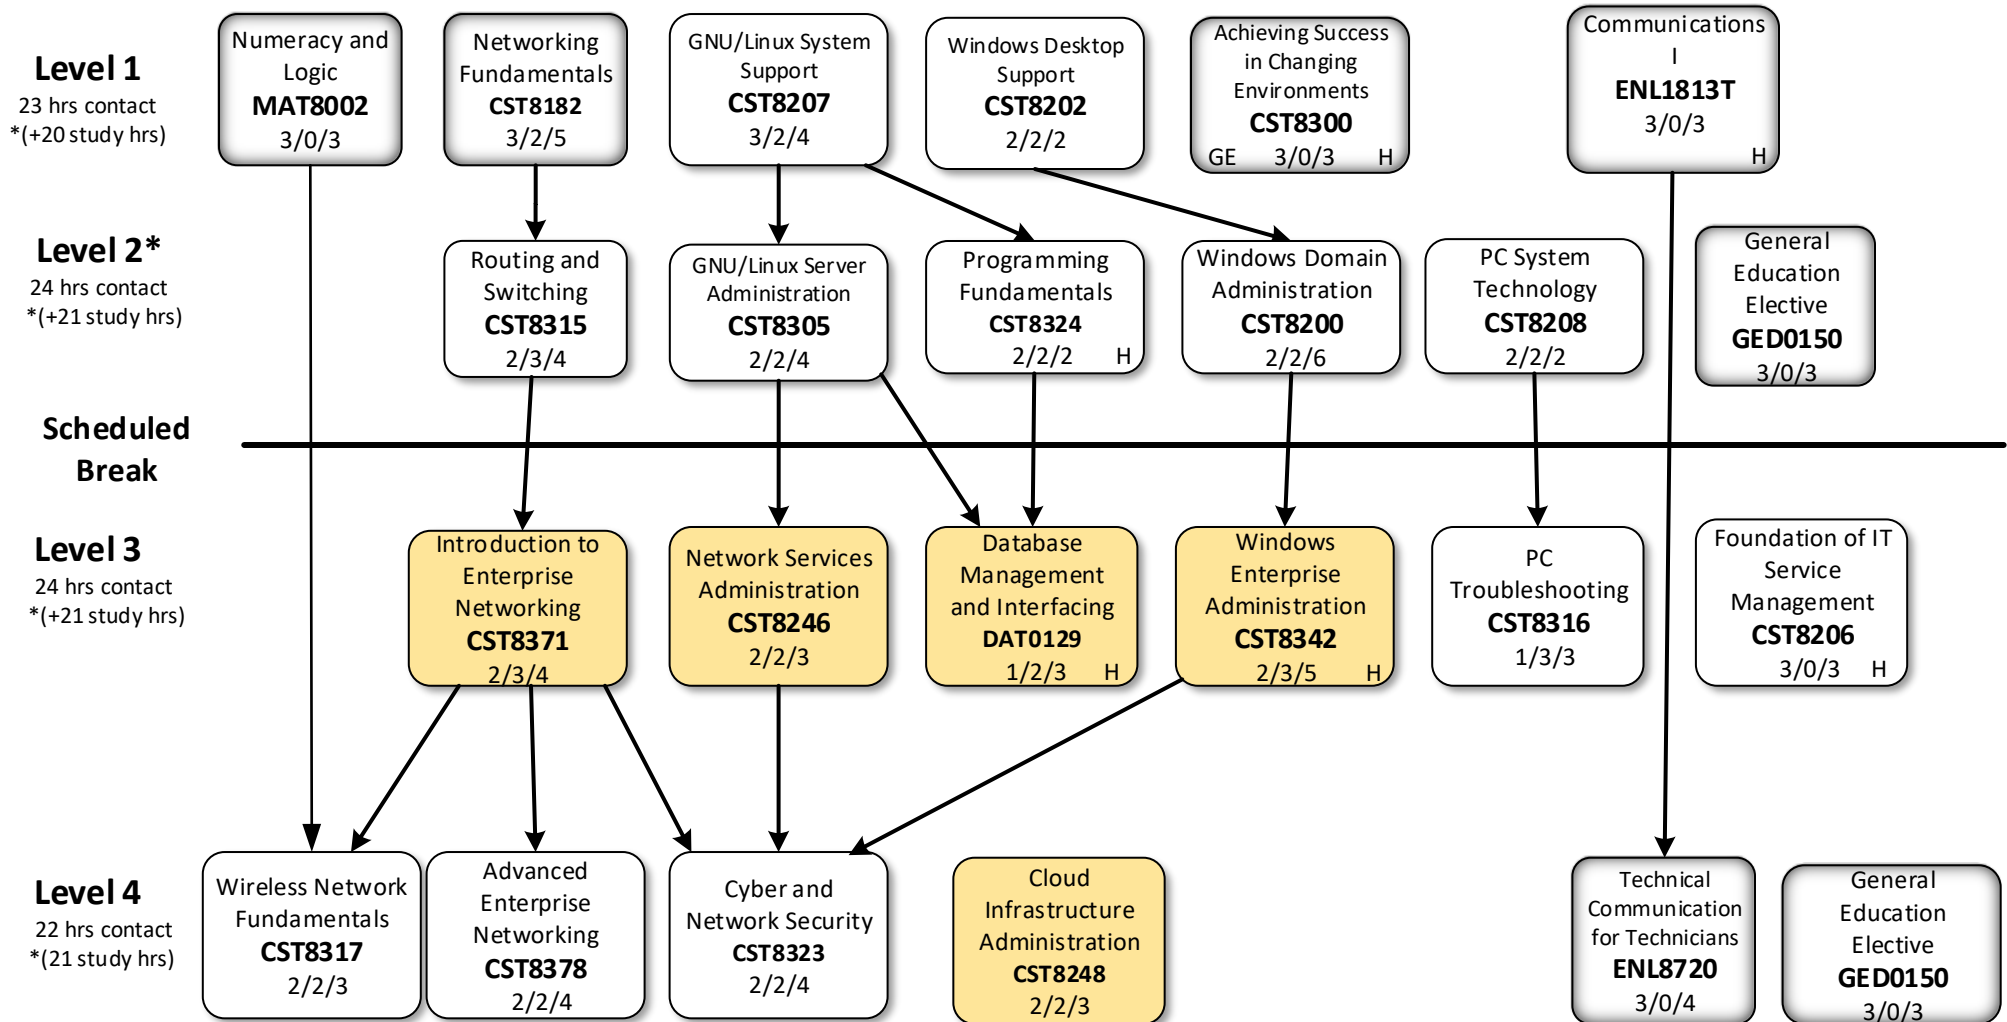 Level 1
23 hrs contact
*(+20 study hrs)
Numeracy and
Logic
MAT8002
3/0/3
Networking
Fundamentals
CST8182
3/2/5
GNU/Linux System
Support
CST8207
3/2/4
Windows Desktop
Support
CST8202
2/2/2
Achieving Success
in Changing
Environments
CST8300
GE 3/0/3 H
Communications
I
ENL1813T
3/0/3
H
Level 2*
24 hrs contact
*(+21 study hrs)
Routing and
Switching
CST8315
2/3/4
GNU/Linux Server
Administration
CST8305
2/2/4
Programming
Fundamentals
CST8324
2/2/2 H
Windows Domain
Administration
CST8200
2/2/6
PC System
Technology
CST8208
2/2/2
General
Education
Elective
GED0150
3/0/3
Scheduled
Break
Level 3
24 hrs contact
*(+21 study hrs)
Introduction to
Enterprise
Networking
CST8371
2/3/4
Network Services
Administration
CST8246
2/2/3
Database
Management
and Interfacing
DAT0129
1/2/3 H
Windows
Enterprise
Administration
CST8342
2/3/5 H
PC
Troubleshooting
CST8316
1/3/3
Foundation of IT
Service
Management
CST8206
3/0/3 H
Level 4
22 hrs contact
*(21 study hrs)
Wireless Network
Fundamentals
CST8317
2/2/3
Advanced
Enterprise
Networking
CST8378
2/2/4
Cyber and
Network Security
CST8323
2/2/4
Cloud
Infrastructure
Administration
CST8248
2/2/3
Technical
Communication
for Technicians
ENL8720
3/0/4
General
Education
Elective
GED0150
3/0/3